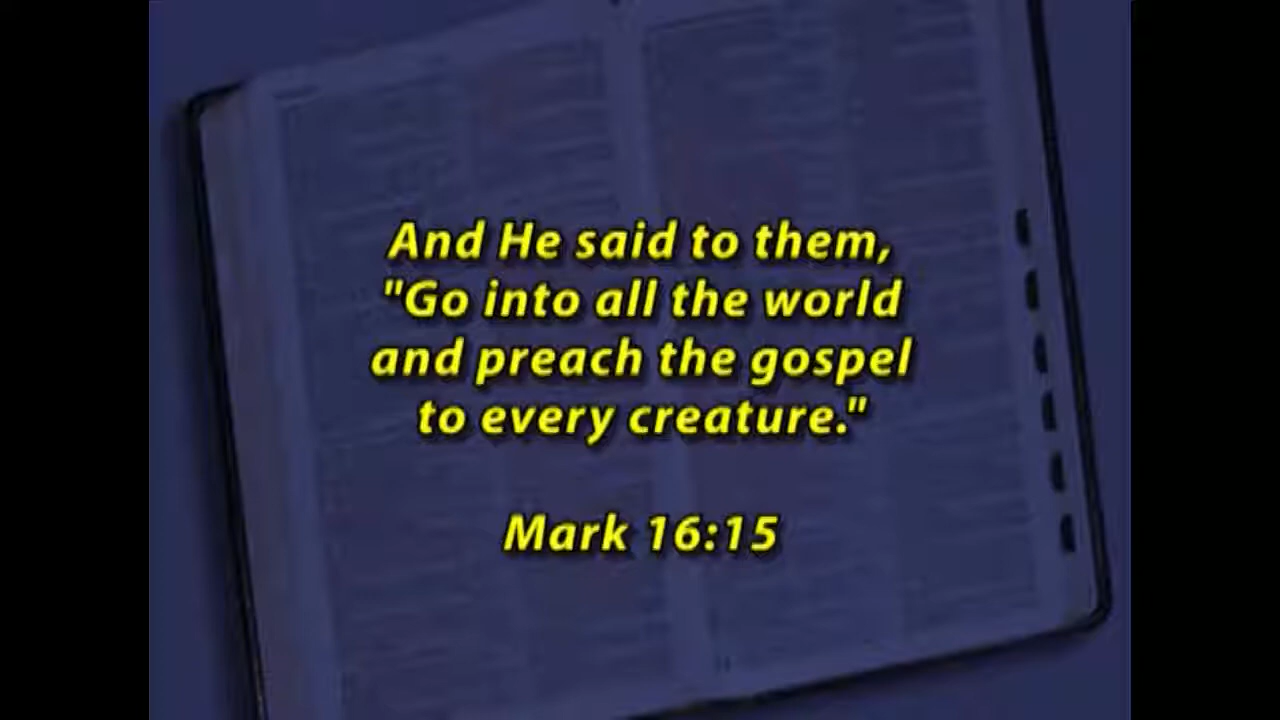 And He said to them,
"Go into all the world
and preach the gospel
to every creature."
Mark 16:15